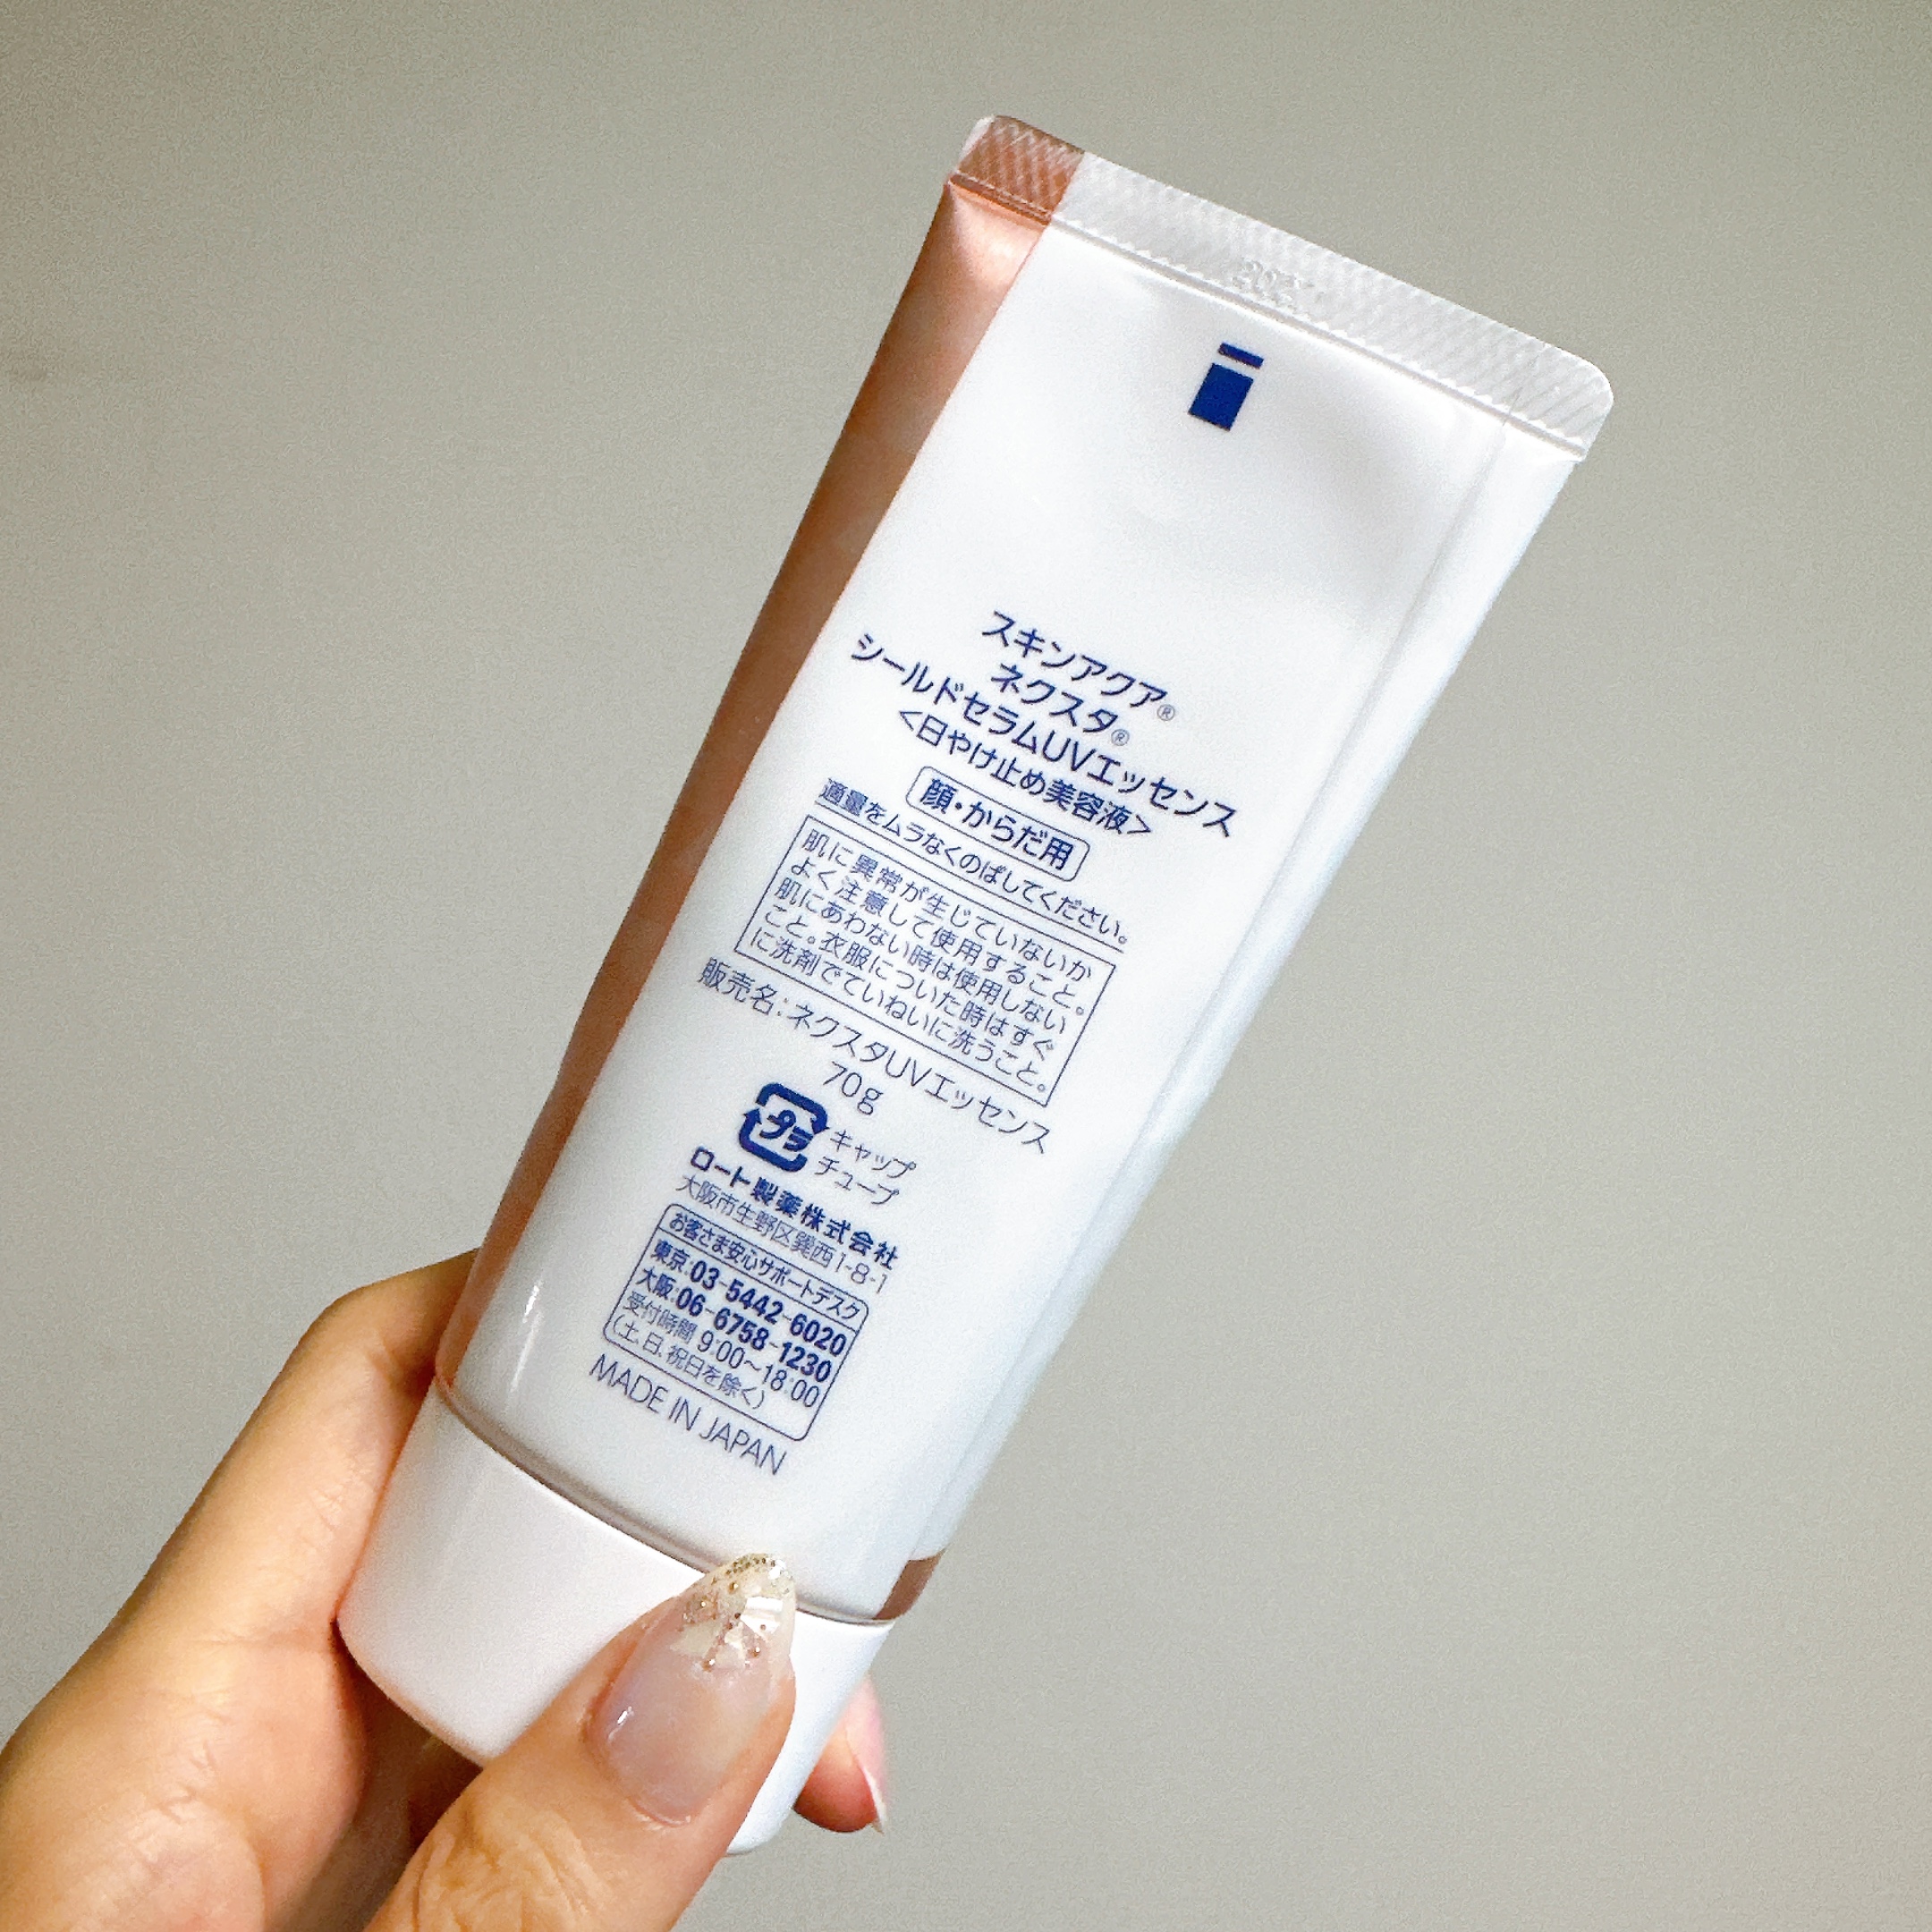 スキンアクア®
ネクスタ®
シールドセラムUVエッセンス
<日やけ止め美容液>
顔・からだ用
適量をムラなくのばしてください。
肌に異常が生じていないか
よく注意して使用すること。
肌にあわない時は使用しない
こと。衣服についた時はすぐ
に洗剤でていねいに洗うこと。
販売名:ネクスタUVエッセンス
70g
プラ
キャップ
チューブ
ロート製薬株式会社
大阪市生野区巽西1-8-1
お客さま安心サポートデスク
東京:03-5442-6020
大阪:06-6758-1230
受付時間 9:00~18:00
(土、日、祝日を除く)
MADE IN JAPAN